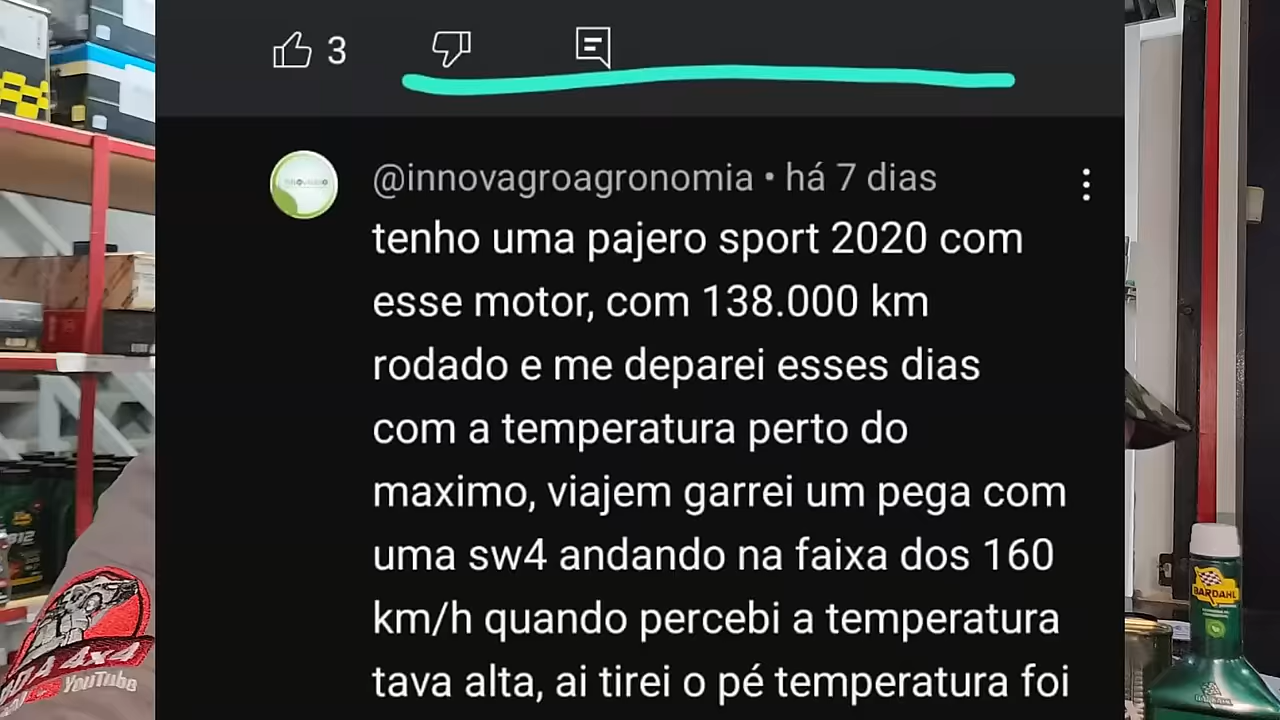 3
@innovagroagronomia • há 7 dias
tenho uma pajero sport 2020 com
esse motor, com 138.000 km
rodado e me deparei esses dias
com a temperatura perto do
maximo, viajem garrei um pega com
uma sw4 andando na faixa dos 160
km/h quando percebi a temperatura
tava alta, ai tirei o pé temperatura foi
BARDAHL
4x4
YouTube